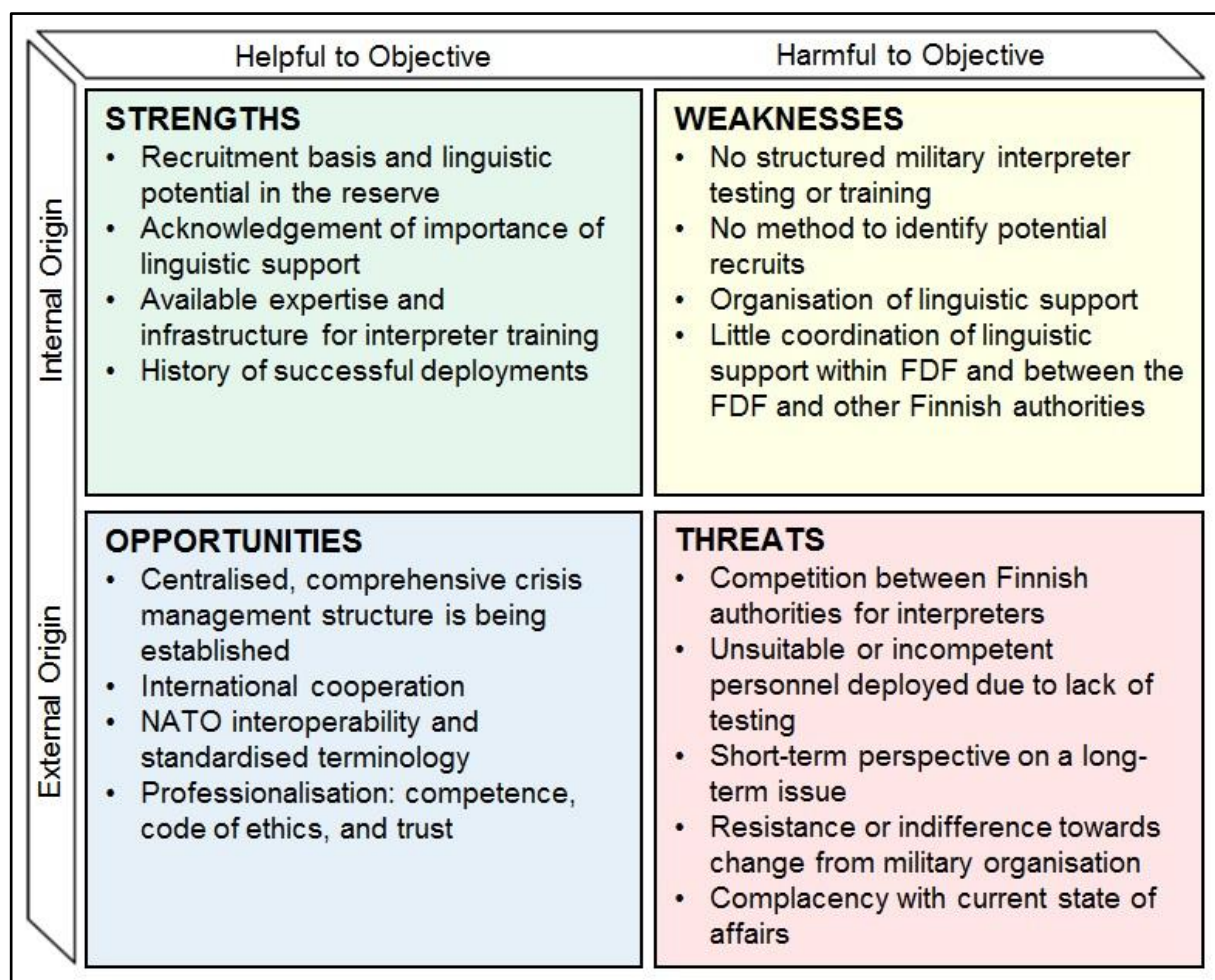 Helpful to Objective
Harmful to Objective
Internal Origin
STRENGTHS
• Recruitment basis and linguistic
potential in the reserve
• Acknowledgement of importance of
linguistic support
• Available expertise and
infrastructure for interpreter training
• History of successful deployments
WEAKNESSES
• No structured military interpreter
testing or training
• No method to identify potential
recruits
• Organisation of linguistic support
• Little coordination of linguistic
support within FDF and between the
FDF and other Finnish authorities
External Origin
OPPORTUNITIES
• Centralised, comprehensive crisis
management structure is being
established
• International cooperation
• NATO interoperability and
standardised terminology
• Professionalisation: competence,
code of ethics, and trust
THREATS
• Competition between Finnish
authorities for interpreters
• Unsuitable or incompetent
personnel deployed due to lack of
testing
• Short-term perspective on a long-
term issue
• Resistance or indifference towards
change from military organisation
• Complacency with current state of
affairs